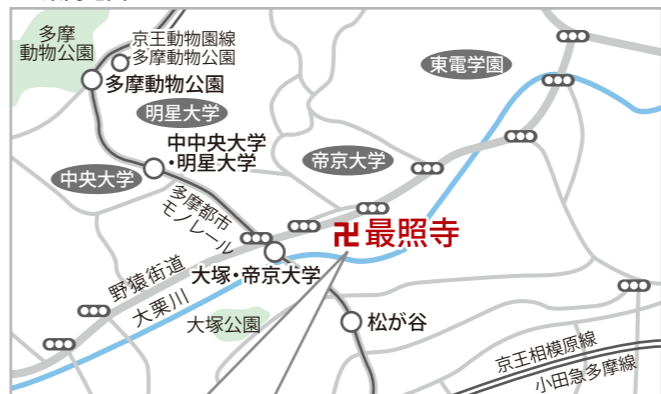 多摩
動物公園
京王動物園線
多摩動物公園
多摩動物公園
東電学園
明星大学
中中央大学
・明星大学
帝京大学
中央大学
多摩都市
モノレール
卍最照寺
大塚・帝京大学
野猿街道
大栗川
大塚公園
松が谷
京王相模原線
小田急多摩線